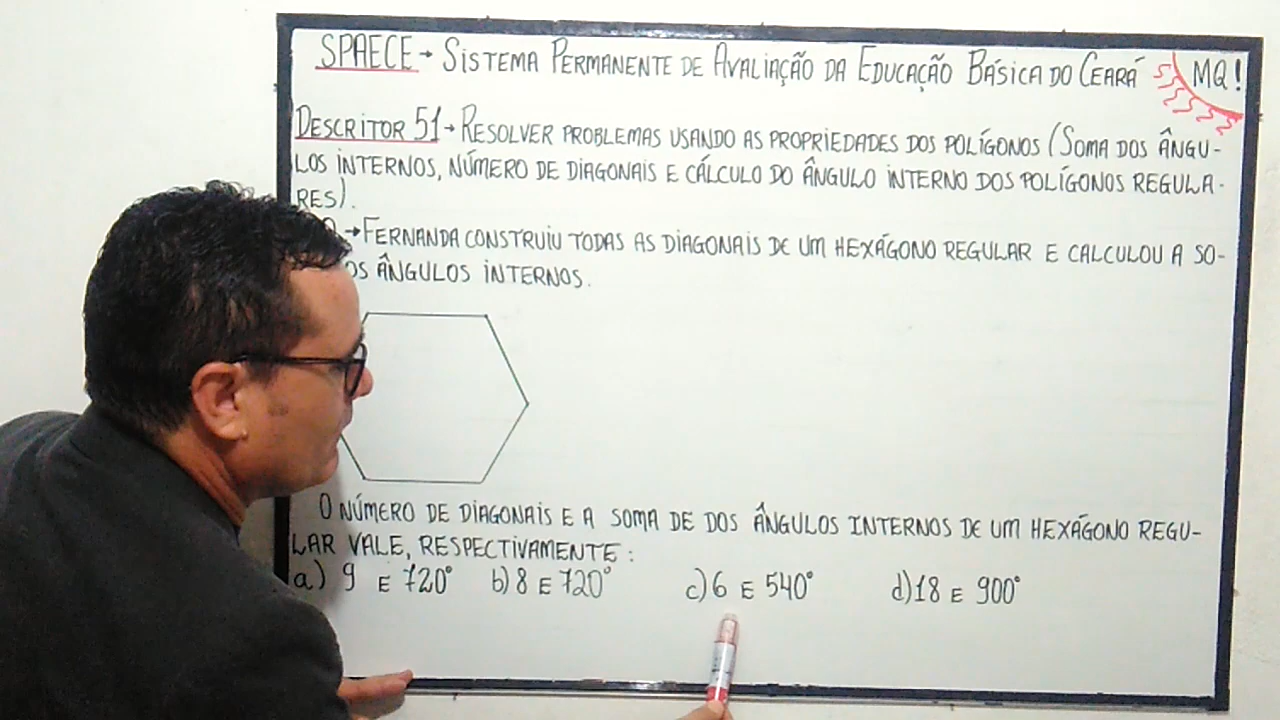 SPAECE → SISTEMA PERMANENTE DE AVALIAÇÃO DA EDUCAÇÃO BÁSICA DO CEARÁ MQ!
DESCRITOR 51 → RESOLVER PROBLEMAS USANDO AS PROPRIEDADES DOS POLÍGONOS (SOMA DOS ÂNGU-
LOS INTERNOS, NÚMERO DE DIAGONAIS E CÁLCULO DO ÂNGULO INTERNO DOS POLÍGONOS REGULA-
RES).
→ FERNANDA CONSTRUIU TODAS AS DIAGONAIS DE UM HEXÁGONO REGULAR E CALCULOU A SO-
OS ÂNGULOS INTERNOS.
O NÚMERO DE DIAGONAIS E A SOMA DE DOS ÂNGULOS INTERNOS DE UM HEXÁGONO REGU-
LAR VALE, RESPECTIVAMENTE:
a) 9 E 720° b) 8 E 720° c) 6 E 540° d) 18 E 900°